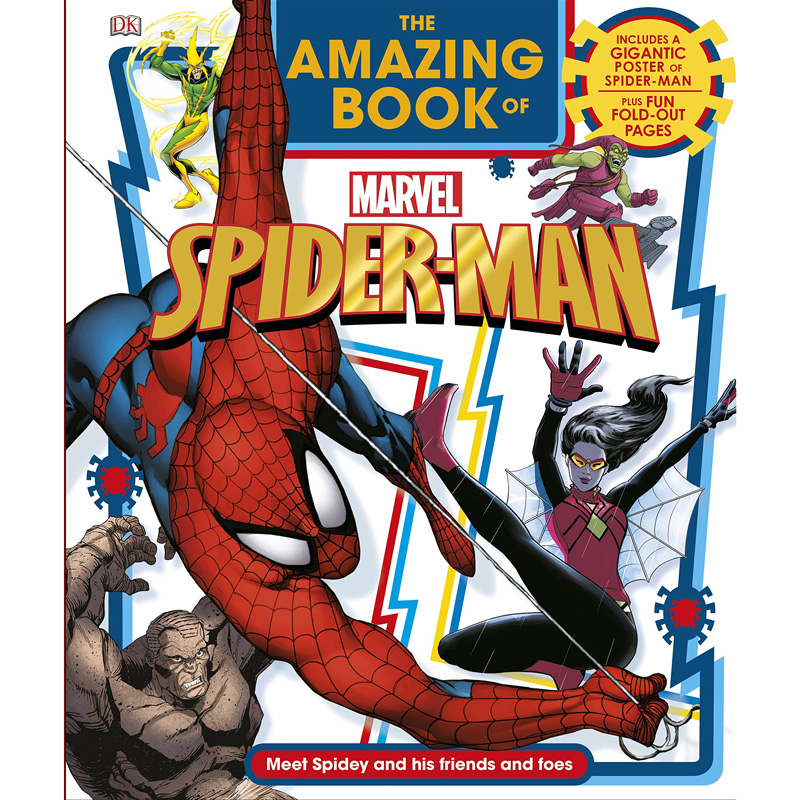 DK
THE
AMAZING
BOOK OF
INCLUDES A
GIGANTIC
POSTER OF
SPIDER-MAN
PLUS FUN
FOLD-OUT
PAGES
MARVEL
SPIDER-MAN
Meet Spidey and his friends and foes